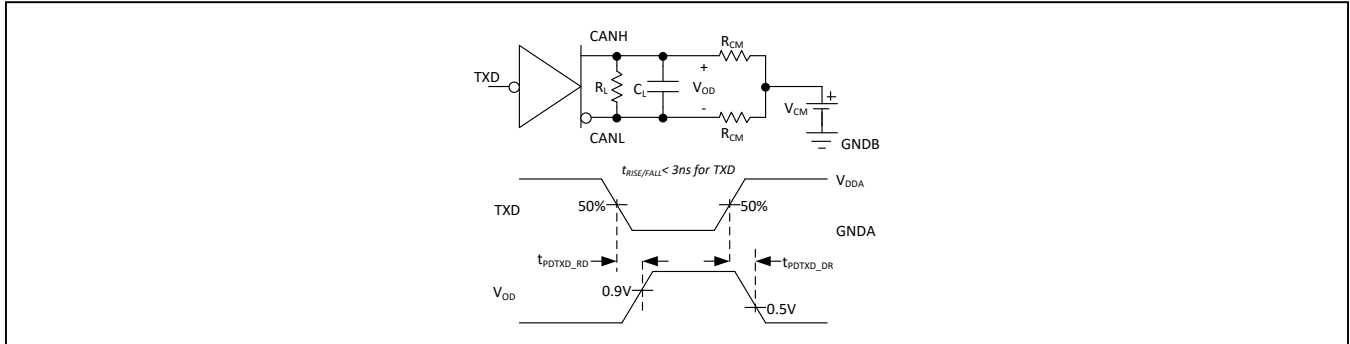 CANH
R_CM
TXD
R_L
C_L
+
V_OD
-
V_CM
+
CANL
R_CM
GNDB
t_RISE/FALL< 3ns for TXD
V_DDA
TXD
50%
50%
GNDA
t_PDTXD_RD
t_PDTXD_DR
V_OD
0.9V
0.5V